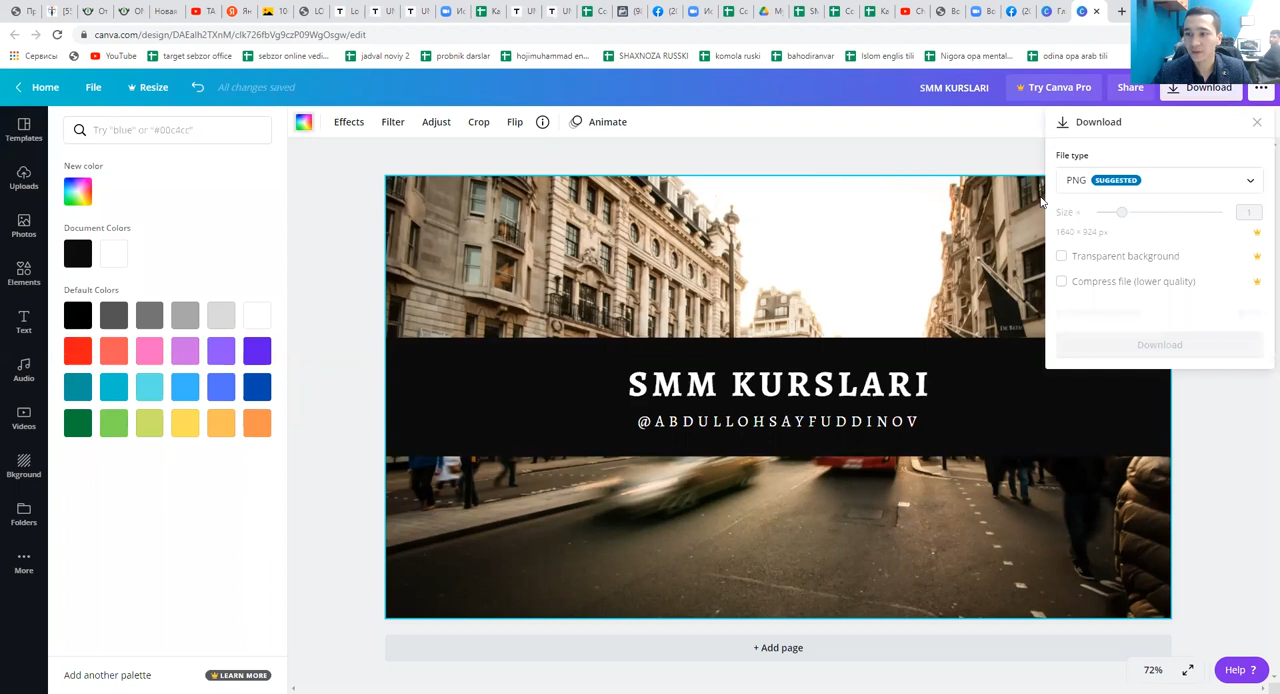 canva.com/design/DAEalh2TXnM/clk726fbVg9czP09WgOsgw/edit
Сервисы YouTube target sebzor office sebzor online vedi... jadval noviy 2 probnik darslar hojimuhammad en... SHAXNOZA RUSSKI komola ruski bahodiranvar Islom englis tili Nigora opa mental... odina opa arab tili
Home File Resize All changes saved SMM KURSLARI Try Canva Pro Share Download
Templates
Uploads
Photos
Elements
Text
Audio
Videos
Bkground
Folders
More
Try "blue" or "#00c4cc"
New color
Document Colors
Default Colors
Add another palette LEARN MORE
Effects Filter Adjust Crop Flip Animate
SMM KURSLARI
@ABDULLOHSAYFUDDINOV
+ Add page
72%
Help ?
Download
File type
PNG SUGGESTED
Size × 1
1640 × 924 px
Transparent background
Compress file (lower quality)
Download